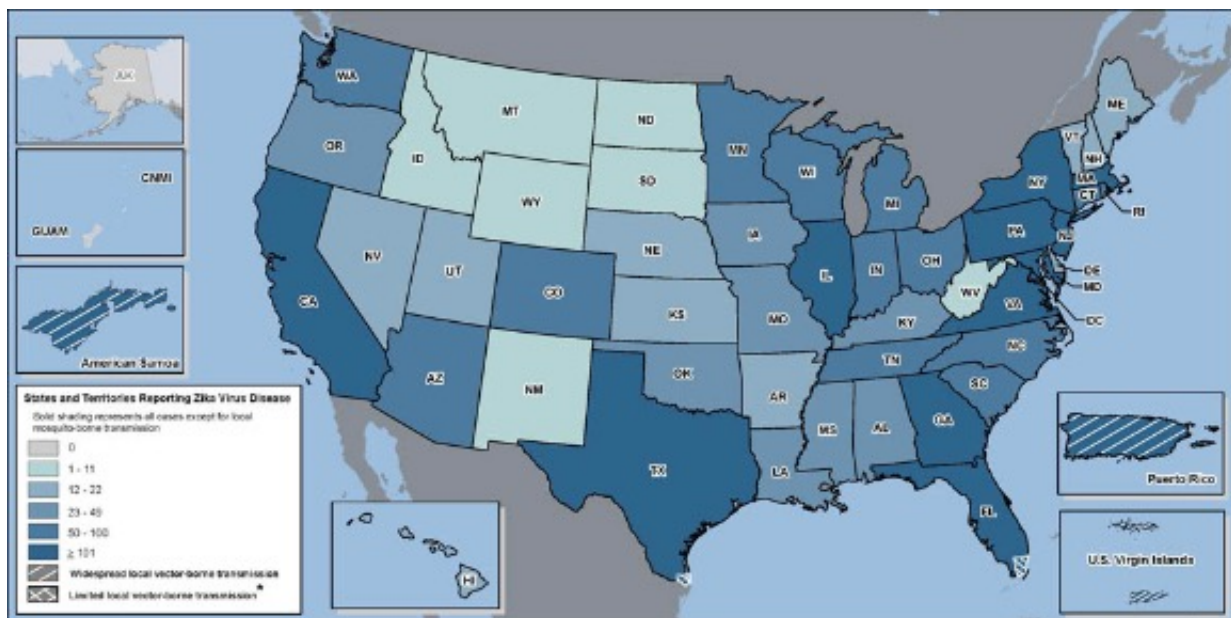 AK
CNMI
GUAM
American Samoa
States and Territories Reporting Zika Virus Disease
Solid shading represents all cases except for local
mosquito-borne transmission
0
1 - 11
12 - 22
23 - 49
50 - 100
≥ 101
Widespread local vector-borne transmission
Limited local vector-borne transmission*
WA
OR
CA
ID
NV
MT
WY
UT
AZ
CO
NM
ND
SD
NE
KS
OK
TX
MN
IA
MO
AR
LA
WI
IL
MI
IN
OH
KY
TN
MS
AL
GA
FL
SC
NC
VA
WV
PA
NY
VT
NH
ME
MA
CT
RI
NJ
DE
MD
DC
HI
Puerto Rico
U.S. Virgin Islands